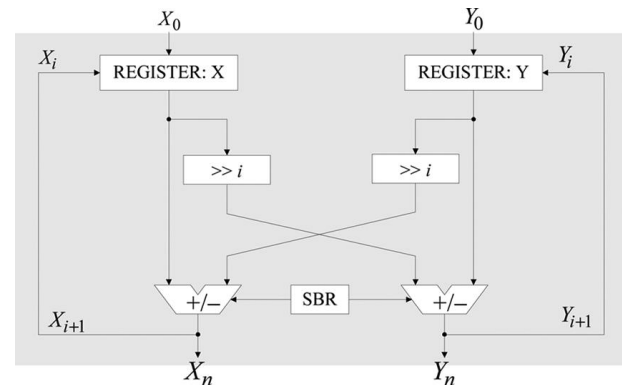 X₀ Y₀
Xᵢ Yᵢ
REGISTER: X REGISTER: Y
>> i >> i
+/− SBR +/−
Xᵢ₊₁ Yᵢ₊₁
Xₙ Yₙ